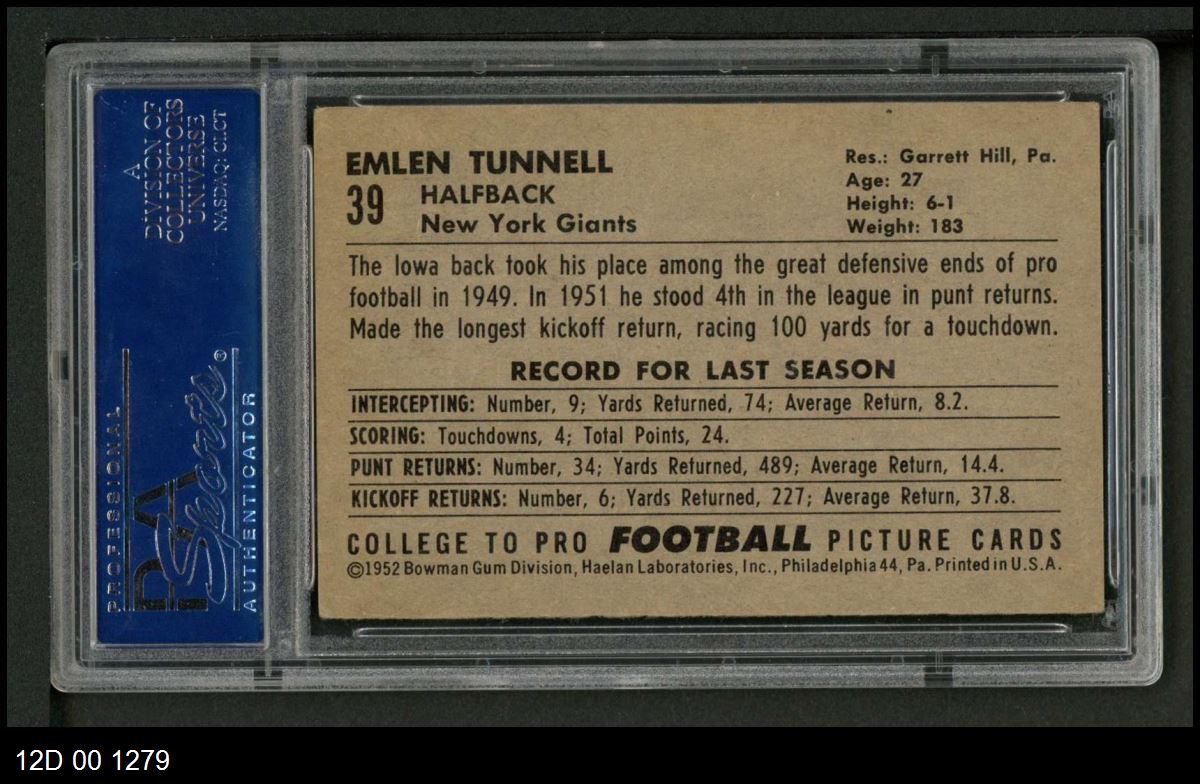 A
DIVISION OF
COLLECTORS
UNIVERSE
NASDAQ: CLCT
PSA
Sports®
PROFESSIONAL
AUTHENTICATOR
EMLEN TUNNELL
39
HALFBACK
New York Giants
Res.: Garrett Hill, Pa.
Age: 27
Height: 6-1
Weight: 183
The Iowa back took his place among the great defensive ends of pro
football in 1949. In 1951 he stood 4th in the league in punt returns.
Made the longest kickoff return, racing 100 yards for a touchdown.
RECORD FOR LAST SEASON
INTERCEPTING: Number, 9; Yards Returned, 74; Average Return, 8.2.
SCORING: Touchdowns, 4; Total Points, 24.
PUNT RETURNS: Number, 34; Yards Returned, 489; Average Return, 14.4.
KICKOFF RETURNS: Number, 6; Yards Returned, 227; Average Return, 37.8.
COLLEGE TO PRO FOOTBALL PICTURE CARDS
©1952 Bowman Gum Division, Haelan Laboratories, Inc., Philadelphia 44, Pa. Printed in U.S.A.
12D 00 1279